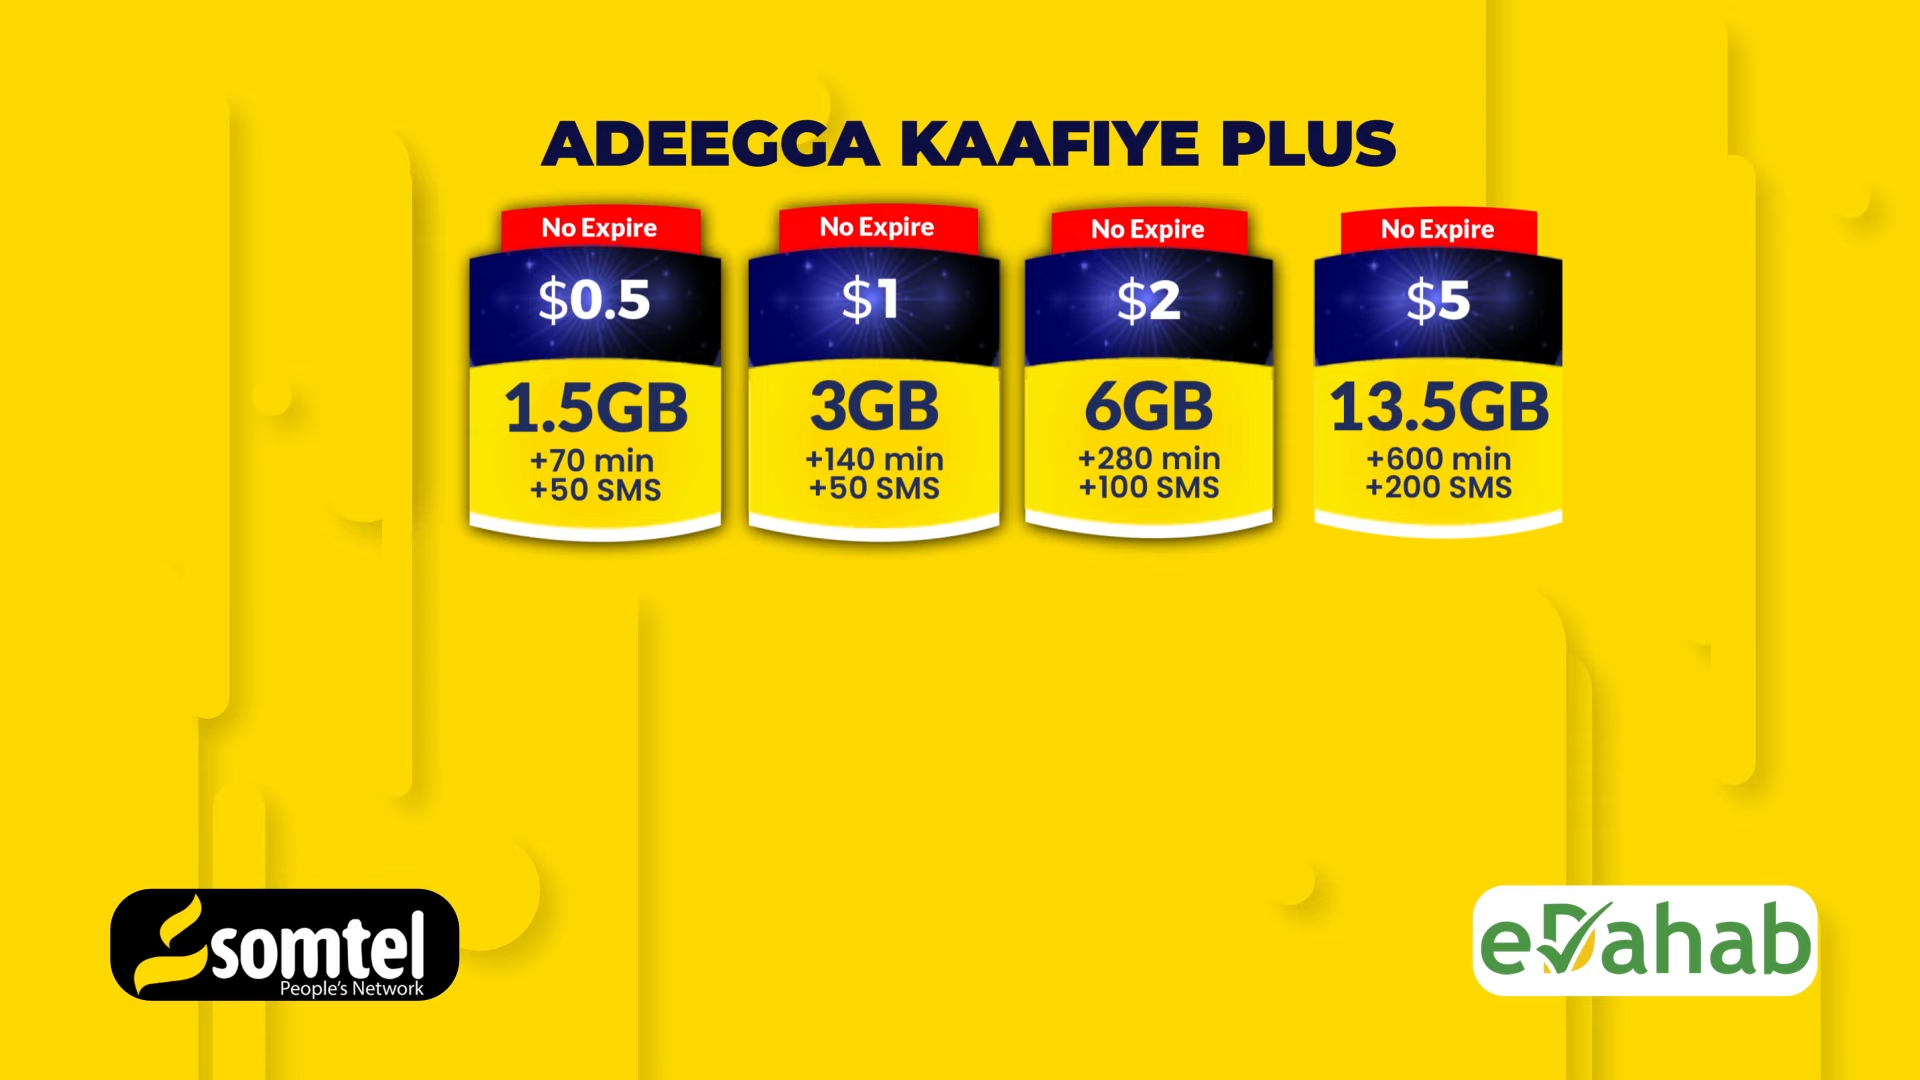 ADEEGGA KAAFIYE PLUS
No Expire
$0.5
1.5GB
+70 min
+50 SMS
No Expire
$1
3GB
+140 min
+50 SMS
No Expire
$2
6GB
+280 min
+100 SMS
No Expire
$5
13.5GB
+600 min
+200 SMS
somtel
People's Network
eDahab